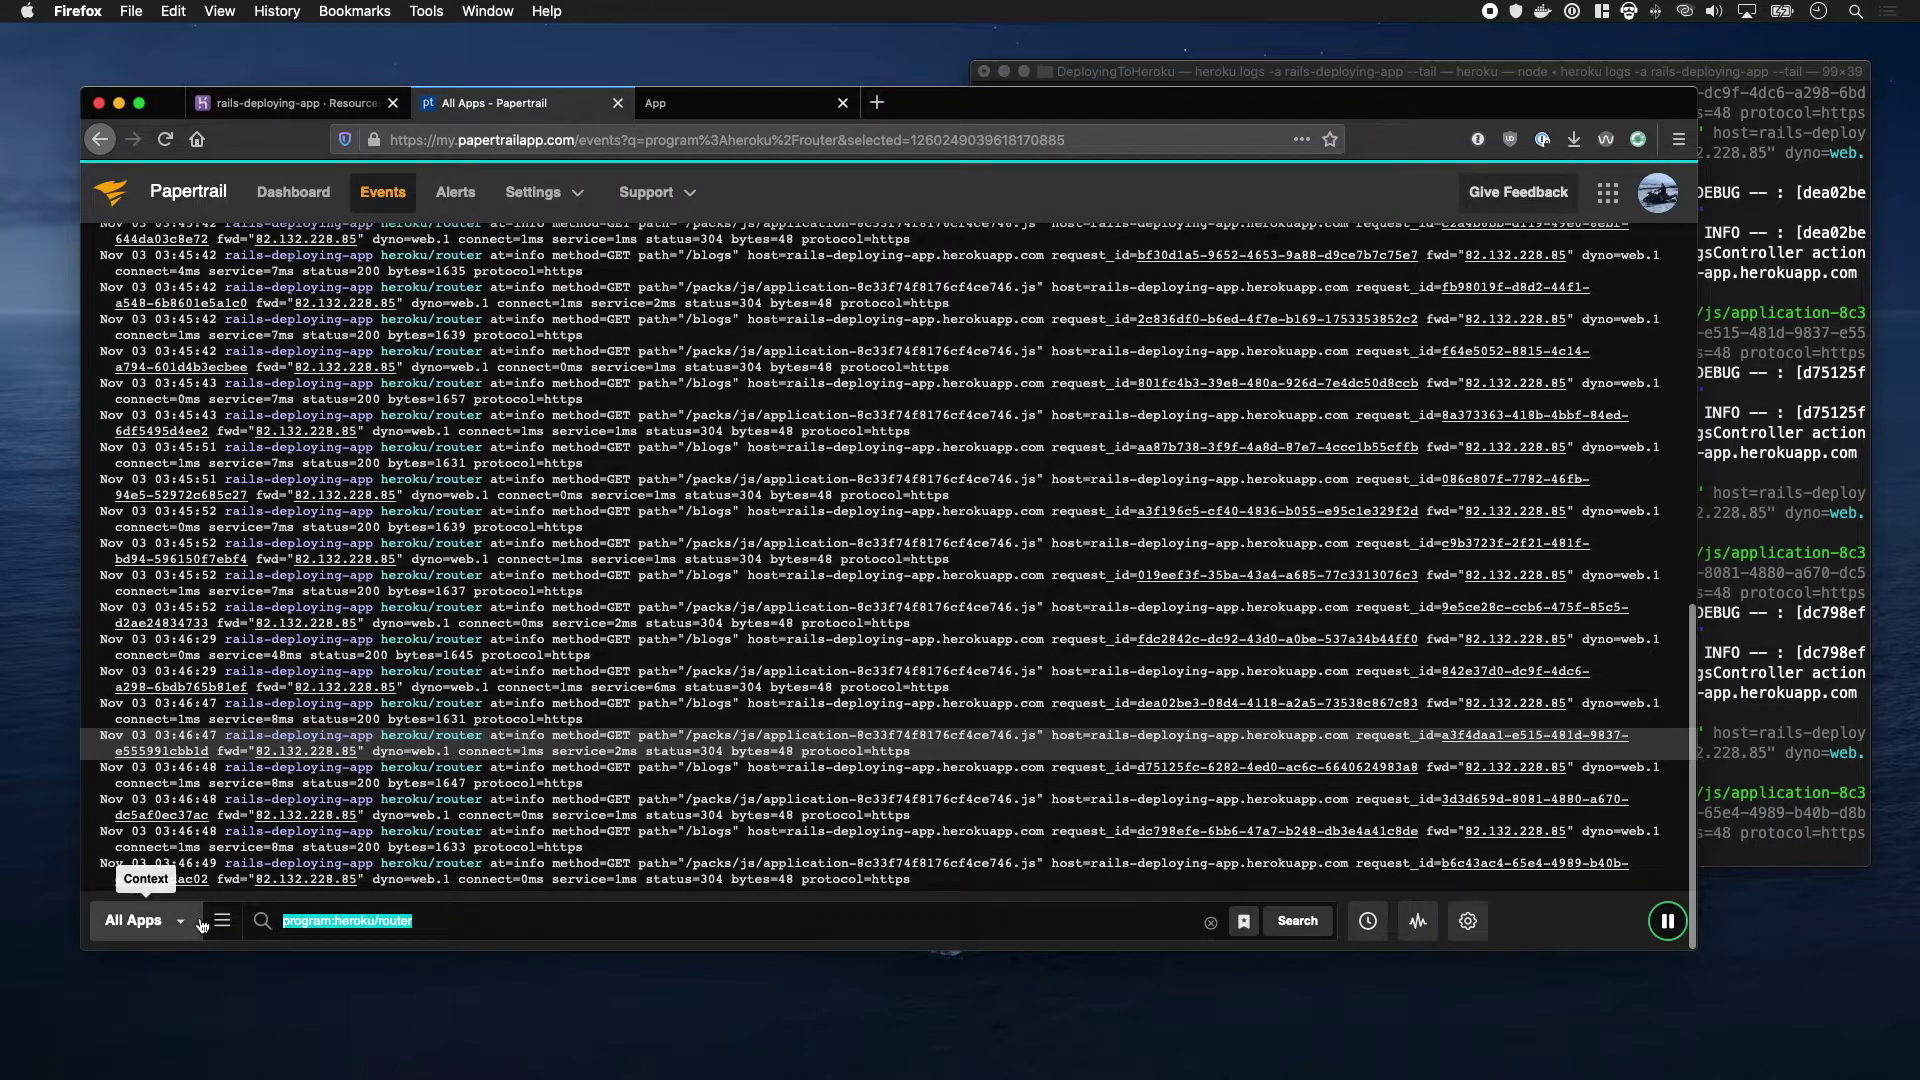 Firefox File Edit View History Bookmarks Tools Window Help
DeployingToHeroku — heroku logs -a rails-deploying-app --tail — heroku — node • heroku logs -a rails-deploying-app --tail — 99×39
rails-deploying-app · Resource
All Apps - Papertrail
App
https://my.papertrailapp.com/events?q=program%3Aheroku%2Frouter&selected=1260249039618170885
Papertrail Dashboard Events Alerts Settings Support Give Feedback
644da03c8e72 fwd="82.132.228.85" dyno=web.1 connect=1ms service=1ms status=304 bytes=48 protocol=https
Nov 03 03:45:42 rails-deploying-app heroku/router at=info method=GET path="/blogs" host=rails-deploying-app.herokuapp.com request_id=bf30d1a5-9652-4653-9a88-d9ce7b7c75e7 fwd="82.132.228.85" dyno=web.1
connect=4ms service=7ms status=200 bytes=1635 protocol=https
Nov 03 03:45:42 rails-deploying-app heroku/router at=info method=GET path="/packs/js/application-8c33f74f8176cf4ce746.js" host=rails-deploying-app.herokuapp.com request_id=fb98019f-d8d2-44f1-
a548-6b8601e5a1c0 fwd="82.132.228.85" dyno=web.1 connect=1ms service=2ms status=304 bytes=48 protocol=https
Nov 03 03:45:42 rails-deploying-app heroku/router at=info method=GET path="/blogs" host=rails-deploying-app.herokuapp.com request_id=2c836df0-b6ed-4f7e-b169-1753353852c2 fwd="82.132.228.85" dyno=web.1
connect=1ms service=7ms status=200 bytes=1639 protocol=https
Nov 03 03:45:42 rails-deploying-app heroku/router at=info method=GET path="/packs/js/application-8c33f74f8176cf4ce746.js" host=rails-deploying-app.herokuapp.com request_id=f64e5052-8815-4c14-
a794-601d4b3ecbee fwd="82.132.228.85" dyno=web.1 connect=0ms service=1ms status=304 bytes=48 protocol=https
Nov 03 03:45:43 rails-deploying-app heroku/router at=info method=GET path="/blogs" host=rails-deploying-app.herokuapp.com request_id=801fc4b3-39e8-480a-926d-7e4dc50d8ccb fwd="82.132.228.85" dyno=web.1
connect=0ms service=7ms status=200 bytes=1657 protocol=https
Nov 03 03:45:43 rails-deploying-app heroku/router at=info method=GET path="/packs/js/application-8c33f74f8176cf4ce746.js" host=rails-deploying-app.herokuapp.com request_id=8a373363-418b-4bbf-84ed-
6df5495d4ee2 fwd="82.132.228.85" dyno=web.1 connect=1ms service=1ms status=304 bytes=48 protocol=https
Nov 03 03:45:51 rails-deploying-app heroku/router at=info method=GET path="/blogs" host=rails-deploying-app.herokuapp.com request_id=aa87b738-3f9f-4a8d-87e7-4ccc1b55cffb fwd="82.132.228.85" dyno=web.1
connect=1ms service=7ms status=200 bytes=1631 protocol=https
Nov 03 03:45:51 rails-deploying-app heroku/router at=info method=GET path="/packs/js/application-8c33f74f8176cf4ce746.js" host=rails-deploying-app.herokuapp.com request_id=086c807f-7782-46fb-
94e5-52972c685c27 fwd="82.132.228.85" dyno=web.1 connect=0ms service=1ms status=304 bytes=48 protocol=https
Nov 03 03:45:52 rails-deploying-app heroku/router at=info method=GET path="/blogs" host=rails-deploying-app.herokuapp.com request_id=a3f196c5-cf40-4836-b055-e95c1e329f2d fwd="82.132.228.85" dyno=web.1
connect=0ms service=7ms status=200 bytes=1639 protocol=https
Nov 03 03:45:52 rails-deploying-app heroku/router at=info method=GET path="/packs/js/application-8c33f74f8176cf4ce746.js" host=rails-deploying-app.herokuapp.com request_id=c9b3723f-2f21-481f-
bd94-596150f7ebf4 fwd="82.132.228.85" dyno=web.1 connect=1ms service=1ms status=304 bytes=48 protocol=https
Nov 03 03:45:52 rails-deploying-app heroku/router at=info method=GET path="/blogs" host=rails-deploying-app.herokuapp.com request_id=019eef3f-35ba-43a4-a685-77c3313076c3 fwd="82.132.228.85" dyno=web.1
connect=1ms service=7ms status=200 bytes=1637 protocol=https
Nov 03 03:45:52 rails-deploying-app heroku/router at=info method=GET path="/packs/js/application-8c33f74f8176cf4ce746.js" host=rails-deploying-app.herokuapp.com request_id=9e5ce28c-ccb6-475f-85c5-
d2ae24834733 fwd="82.132.228.85" dyno=web.1 connect=0ms service=2ms status=304 bytes=48 protocol=https
Nov 03 03:46:29 rails-deploying-app heroku/router at=info method=GET path="/blogs" host=rails-deploying-app.herokuapp.com request_id=fdc2842c-dc92-43d0-a0be-537a34b44ff0 fwd="82.132.228.85" dyno=web.1
connect=0ms service=48ms status=200 bytes=1645 protocol=https
Nov 03 03:46:29 rails-deploying-app heroku/router at=info method=GET path="/packs/js/application-8c33f74f8176cf4ce746.js" host=rails-deploying-app.herokuapp.com request_id=842e37d0-dc9f-4dc6-
a298-6bdb765b81ef fwd="82.132.228.85" dyno=web.1 connect=1ms service=6ms status=304 bytes=48 protocol=https
Nov 03 03:46:47 rails-deploying-app heroku/router at=info method=GET path="/blogs" host=rails-deploying-app.herokuapp.com request_id=dea02be3-08d4-4118-a2a5-73538c867c83 fwd="82.132.228.85" dyno=web.1
connect=1ms service=8ms status=200 bytes=1631 protocol=https
Nov 03 03:46:47 rails-deploying-app heroku/router at=info method=GET path="/packs/js/application-8c33f74f8176cf4ce746.js" host=rails-deploying-app.herokuapp.com request_id=a3f4daa1-e515-481d-9837-
e555991cbb1d fwd="82.132.228.85" dyno=web.1 connect=1ms service=2ms status=304 bytes=48 protocol=https
Nov 03 03:46:48 rails-deploying-app heroku/router at=info method=GET path="/blogs" host=rails-deploying-app.herokuapp.com request_id=d75125fc-6282-4ed0-ac6c-6640624983a8 fwd="82.132.228.85" dyno=web.1
connect=1ms service=8ms status=200 bytes=1647 protocol=https
Nov 03 03:46:48 rails-deploying-app heroku/router at=info method=GET path="/packs/js/application-8c33f74f8176cf4ce746.js" host=rails-deploying-app.herokuapp.com request_id=3d3d659d-8081-4880-a670-
dc5af0ec37ac fwd="82.132.228.85" dyno=web.1 connect=0ms service=1ms status=304 bytes=48 protocol=https
Nov 03 03:46:48 rails-deploying-app heroku/router at=info method=GET path="/blogs" host=rails-deploying-app.herokuapp.com request_id=dc798efe-6bb6-47a7-b248-db3e4a41c8de fwd="82.132.228.85" dyno=web.1
connect=1ms service=8ms status=200 bytes=1633 protocol=https
Nov 03 03:46:49 rails-deploying-app heroku/router at=info method=GET path="/packs/js/application-8c33f74f8176cf4ce746.js" host=rails-deploying-app.herokuapp.com request_id=b6c43ac4-65e4-4989-b40b-
ac02 fwd="82.132.228.85" dyno=web.1 connect=0ms service=1ms status=304 bytes=48 protocol=https
Context
All Apps
program:heroku/router
Search
-dc9f-4dc6-a298-6bd
s=48 protocol=https
' host=rails-deploy
2.228.85" dyno=web.
DEBUG -- : [dea02be
INFO -- : [dea02be
gsController action
-app.herokuapp.com
/js/application-8c3
-e515-481d-9837-e55
s=48 protocol=https
DEBUG -- : [d75125f
INFO -- : [d75125f
gsController action
-app.herokuapp.com
' host=rails-deploy
2.228.85" dyno=web.
/js/application-8c3
-8081-4880-a670-dc5
s=48 protocol=https
DEBUG -- : [dc798ef
INFO -- : [dc798ef
gsController action
-app.herokuapp.com
' host=rails-deploy
2.228.85" dyno=web.
/js/application-8c3
-65e4-4989-b40b-d8b
s=48 protocol=https